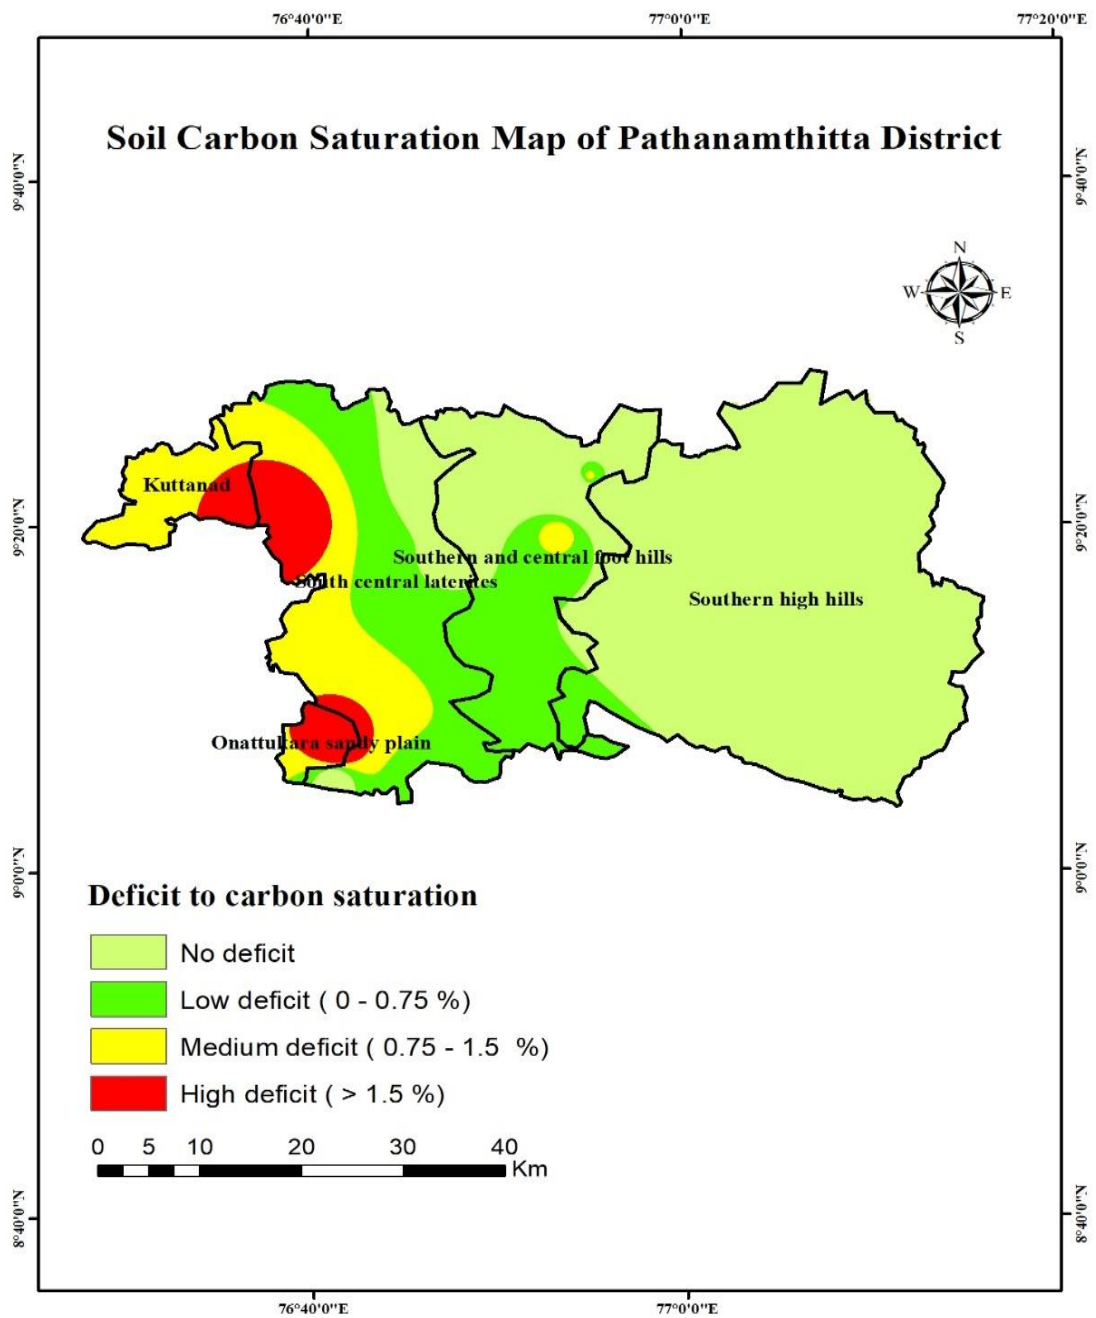 76°40'0"E 77°0'0"E 77°20'0"E
Soil Carbon Saturation Map of Pathanamthitta District
9°40'0"N 9°40'0"N
N
W E
S
Kuttanad
9°20'0"N 9°20'0"N
Southern and central foot hills
South central laterites
Southern high hills
Onattukara sandy plain
9°0'0"N 9°0'0"N
Deficit to carbon saturation
No deficit
Low deficit ( 0 - 0.75 %)
Medium deficit ( 0.75 - 1.5 %)
High deficit ( > 1.5 %)
0 5 10 20 30 40
Km
8°40'0"N 8°40'0"N
76°40'0"E 77°0'0"E